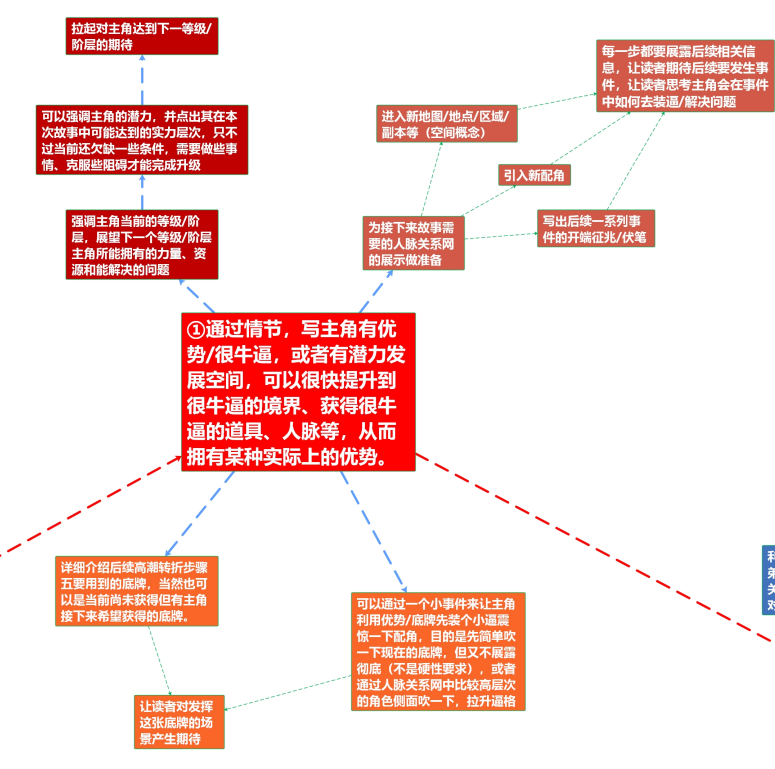 拉起对主角达到下一等级/
阶层的期待
可以强调主角的潜力，并点出其在本
次故事中可能达到的实力层次，只不
过当前还欠缺一些条件，需要做些事
情、克服些阻碍才能完成升级
强调主角当前的等级/阶
层，展望下一个等级/阶层
主角所能拥有的力量、资
源和能解决的问题
每一步都要展露后续相关信
息，让读者期待后续要发生事
件，让读者思考主角会在事件
中如何去装逼/解决问题
进入新地图/地点/区域/
副本等（空间概念）
引入新配角
写出后续一系列事
件的开端征兆/伏笔
为接下来故事需
要的人脉关系网
的展示做准备
①通过情节，写主角有优
势/很牛逼，或者有潜力发
展空间，可以很快提升到
很牛逼的境界、获得很牛
逼的道具、人脉等，从而
拥有某种实际上的优势。
详细介绍后续高潮转折步骤
五要用到的底牌，当然也可
以是当前尚未获得但有主角
接下来希望获得的底牌。
可以通过一个小事件来让主角
利用优势/底牌先装个小逼震
惊一下配角，目的是先简单吹
一下现在的底牌，但又不展露
彻底（不是硬性要求），或者
通过人脉关系网中比较高层次
的角色侧面吹一下，拉升逼格
让读者对发挥
这张底牌的场
景产生期待